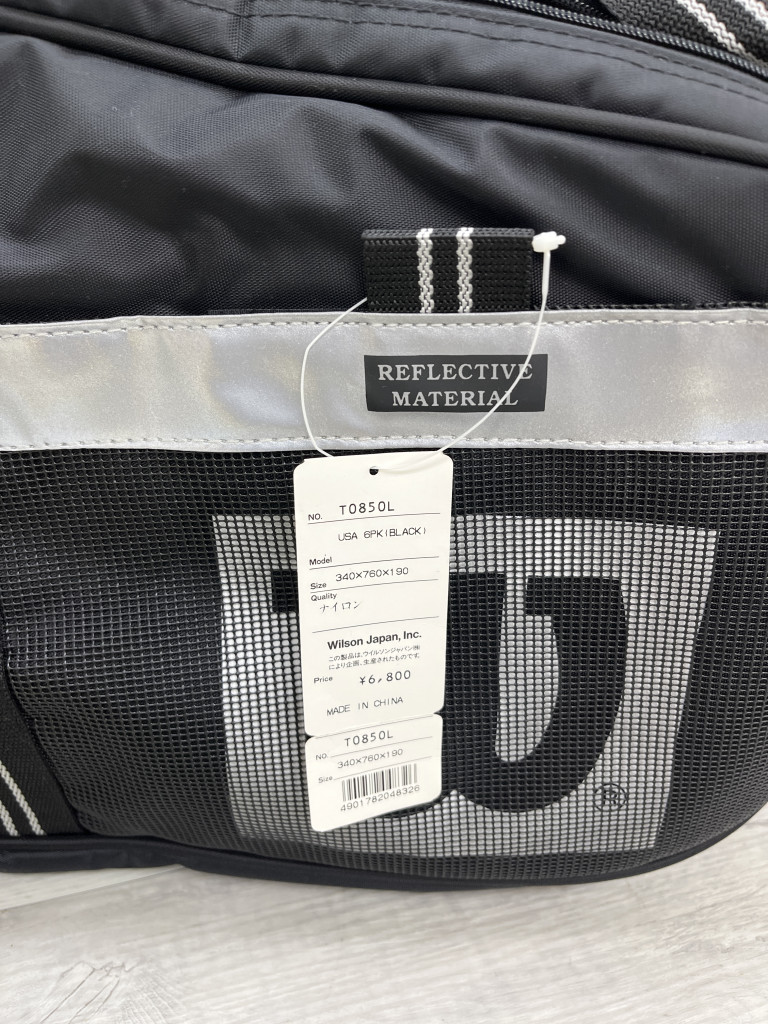 REFLECTIVE
MATERIAL
NO. T0850L
USA 6PK(BLACK)
Model
Size 340×760×190
Quality
ナイロン
Wilson Japan, Inc.
この製品は、ウイルソンジャパン㈱
により企画、生産されたものです
Price ¥6,800
MADE IN CHINA
NO. T0850L
Size 340×760×190
4901782048326
W
®